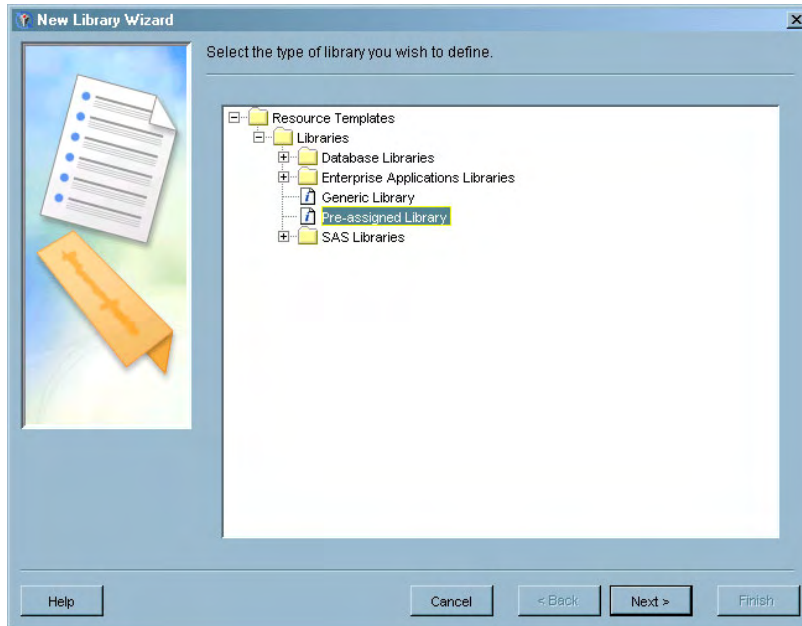 New Library Wizard
Select the type of library you wish to define.
Resource Templates
Libraries
Database Libraries
Enterprise Applications Libraries
Generic Library
Pre-assigned Library
SAS Libraries
Help
Cancel
< Back
Next >
Finish